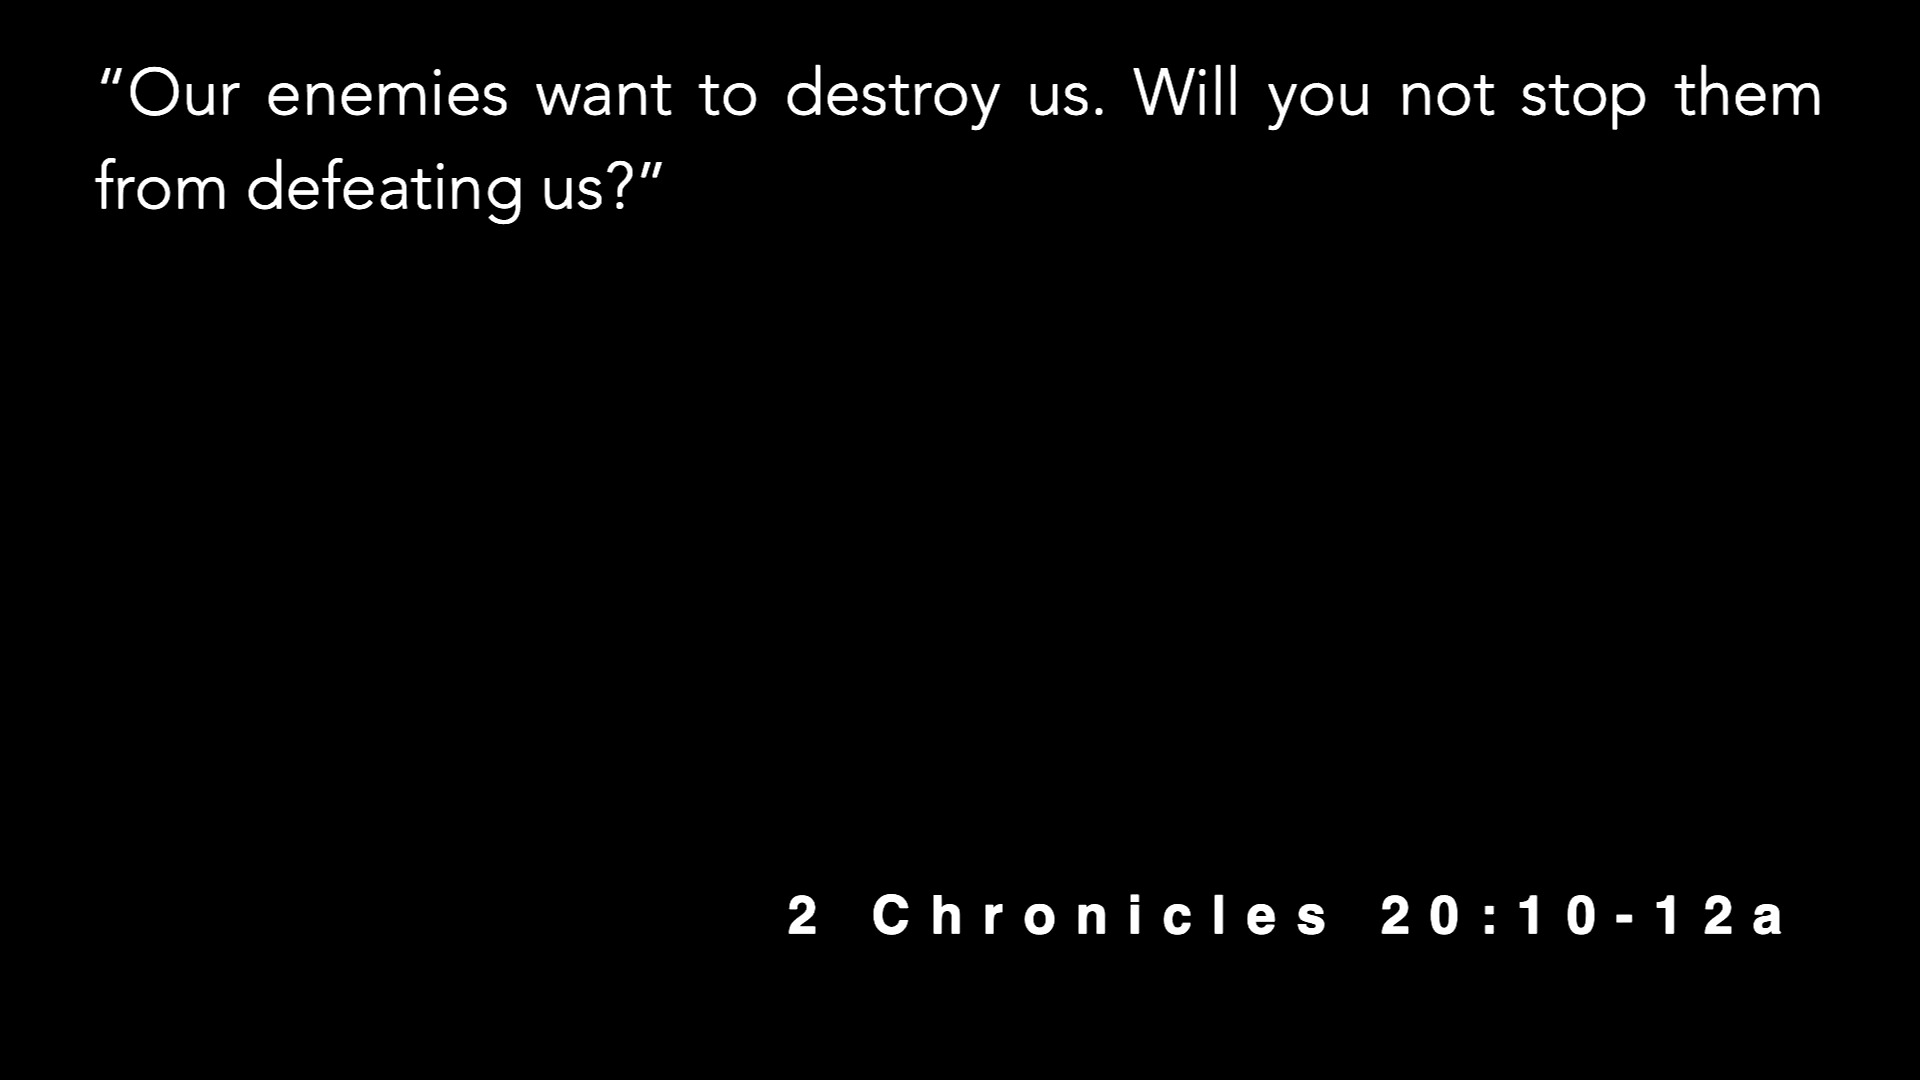 “Our enemies want to destroy us. Will you not stop them
from defeating us?”
2 Chronicles 20:10-12a